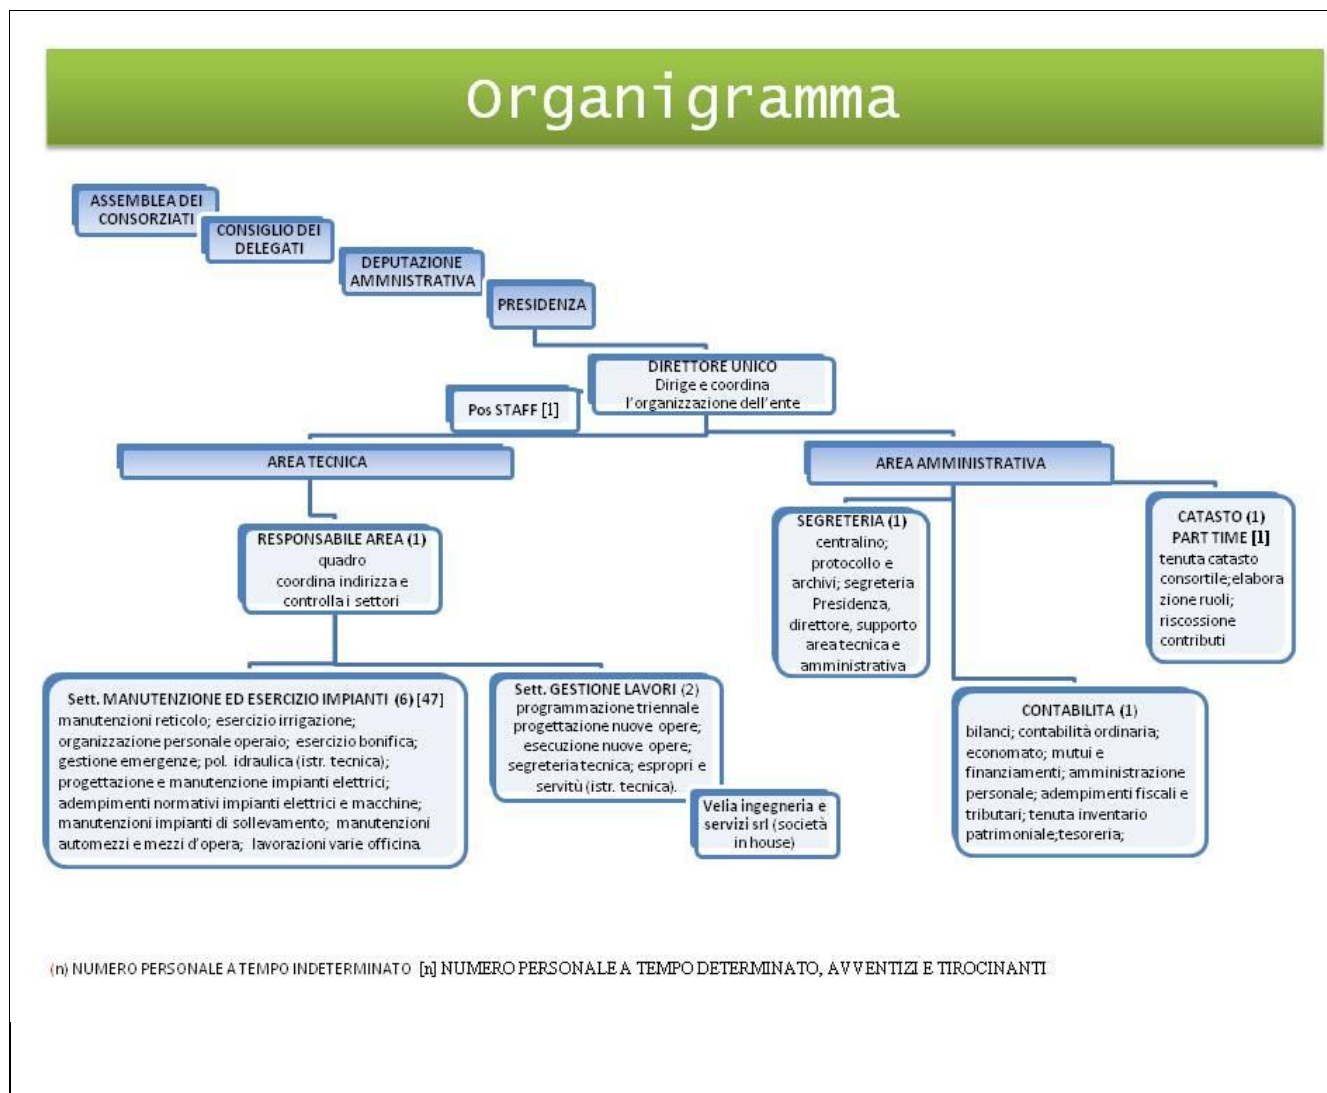 Organigramma
ASSEMBLEA DEI
CONSORZIATI
CONSIGLIO DEI
DELEGATI
DEPUTAZIONE
AMMNISTRATIVA
PRESIDENZA
DIRETTORE UNICO
Dirige e coordina
l'organizzazione dell'ente
Pos STAFF [1]
AREA TECNICA
AREA AMMINISTRATIVA
RESPONSABILE AREA (1)
quadro
coordina indirizza e
controlla i settori
SEGRETERIA (1)
centralino;
protocollo e
archivi; segreteria
Presidenza,
direttore, supporto
area tecnica e
amministrativa
CATASTO (1)
PART TIME [1]
tenuta catasto
consortile;elabora
zione ruoli;
riscossione
contributi
Sett. MANUTENZIONE ED ESERCIZIO IMPIANTI (6) [47]
manutenzioni reticolo; esercizio irrigazione;
organizzazione personale operaio; esercizio bonifica;
gestione emergenze; pol. idraulica (istr. tecnica);
progettazione e manutenzione impianti elettrici;
adempimenti normativi impianti elettrici e macchine;
manutenzioni impianti di sollevamento; manutenzioni
automezzi e mezzi d'opera; lavorazioni varie officina.
Sett. GESTIONE LAVORI (2)
programmazione triennale
progettazione nuove opere;
esecuzione nuove opere;
segreteria tecnica; espropri e
servitù (istr. tecnica).
Velia ingegneria e
servizi srl (società
in house)
CONTABILITA (1)
bilanci; contabilità ordinaria;
economato; mutui e
finanziamenti; amministrazione
personale; adempimenti fiscali e
tributari; tenuta inventario
patrimoniale;tesoreria;
(n) NUMERO PERSONALE A TEMPO INDETERMINATO [n] NUMERO PERSONALE A TEMPO DETERMINATO, AVVENTIZI E TIROCINANTI